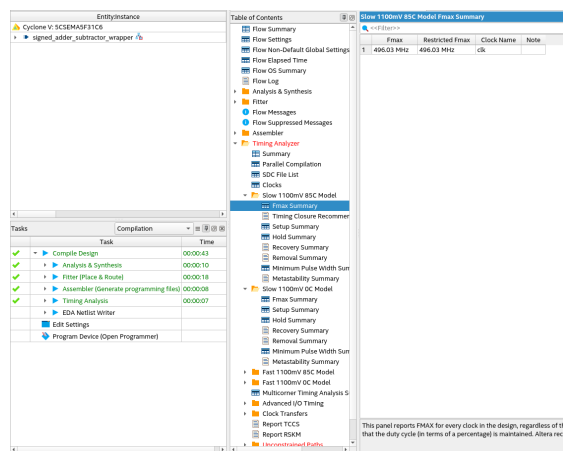 Entity:Instance
Cyclone V: 5CSEMA5F31C6
signed_adder_subtractor_wrapper
Tasks
Compilation
Task
Time
Compile Design
00:00:43
Analysis & Synthesis
00:00:10
Fitter (Place & Route)
00:00:18
Assembler (Generate programming files)
00:00:08
Timing Analysis
00:00:07
EDA Netlist Writer
Edit Settings
Program Device (Open Programmer)
Table of Contents
Flow Summary
Flow Settings
Flow Non-Default Global Settings
Flow Elapsed Time
Flow OS Summary
Flow Log
Analysis & Synthesis
Fitter
Flow Messages
Flow Suppressed Messages
Assembler
Timing Analyzer
Summary
Parallel Compilation
SDC File List
Clocks
Slow 1100mV 85C Model
Fmax Summary
Timing Closure Recommer
Setup Summary
Hold Summary
Recovery Summary
Removal Summary
Minimum Pulse Width Sum
Metastability Summary
Slow 1100mV 0C Model
Fmax Summary
Setup Summary
Hold Summary
Recovery Summary
Removal Summary
Minimum Pulse Width Sum
Metastability Summary
Fast 1100mV 85C Model
Fast 1100mV 0C Model
Multicorner Timing Analysis S
Advanced I/O Timing
Clock Transfers
Report TCCS
Report RSKM
Unconstrained Paths
Slow 1100mV 85C Model Fmax Summary
<<Filter>>
Fmax Restricted Fmax Clock Name Note
1 496.03 MHz 496.03 MHz clk
This panel reports FMAX for every clock in the design, regardless of th
that the duty cycle (in terms of a percentage) is maintained. Altera rec